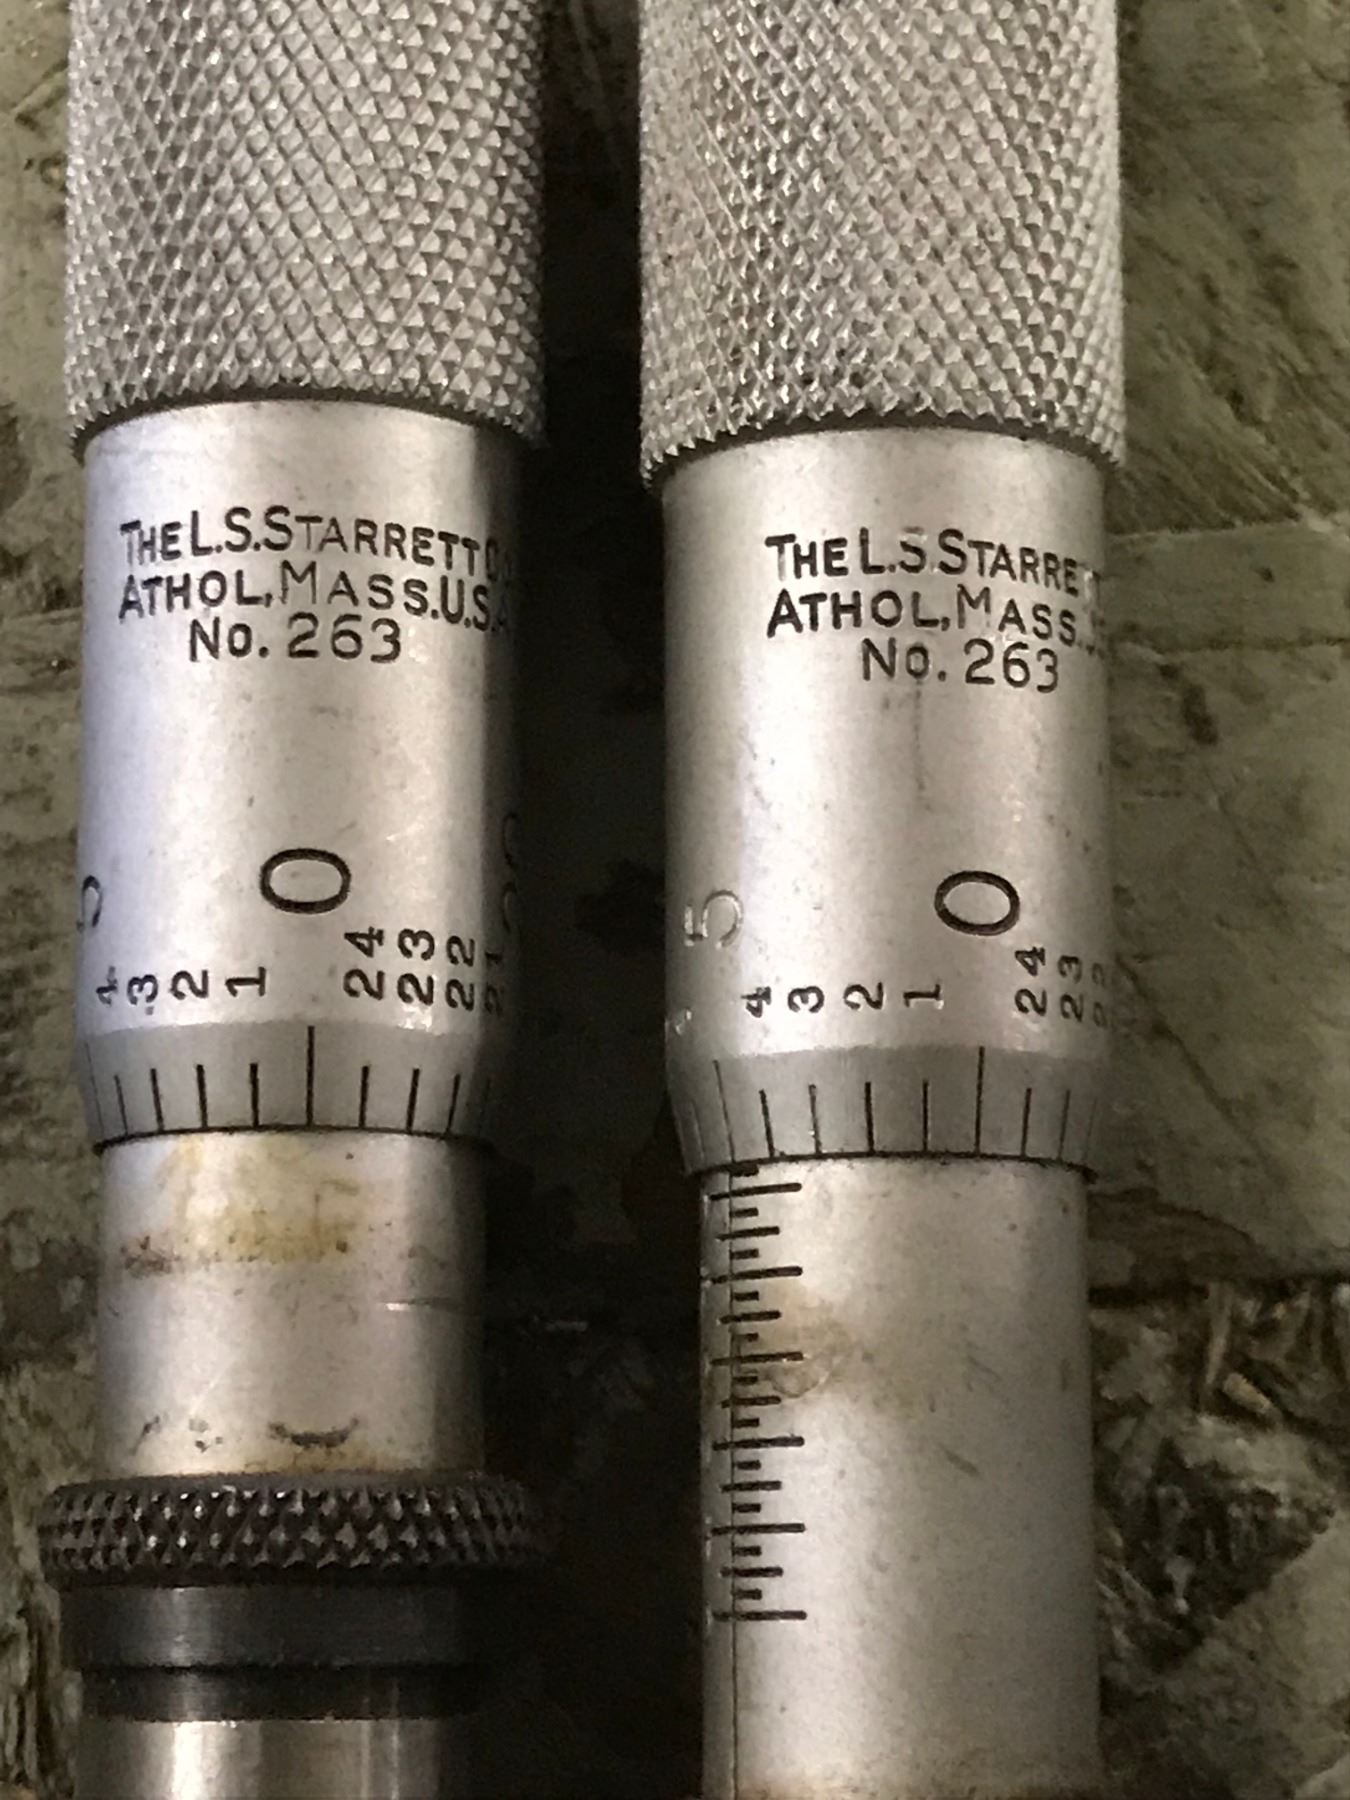 THE L.S. STARRETT
ATHOL, MASS. U.S.
No. 263
5
0
4 3 2 1 24 23 22 21
THE L.S. STARRE
ATHOL, MASS.
No. 263
5
0
4 3 2 1 24 23 22